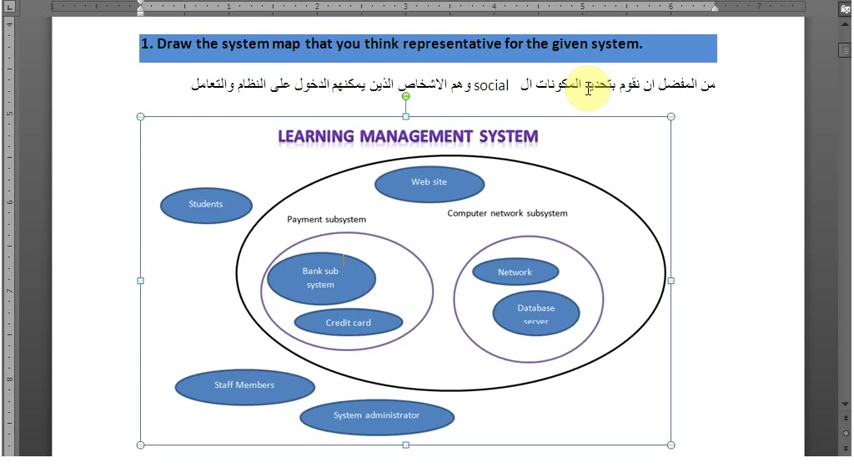 1. Draw the system map that you think representative for the given system.
من المفضل ان نقوم بتحديد المكونات ال social وهم الاشخاص الذين يمكنهم الدخول على النظام والتعامل
LEARNING MANAGEMENT SYSTEM
Web site
Students
Payment subsystem
Computer network subsystem
Bank sub
system
Network
Database
server
Credit card
Staff Members
System administrator